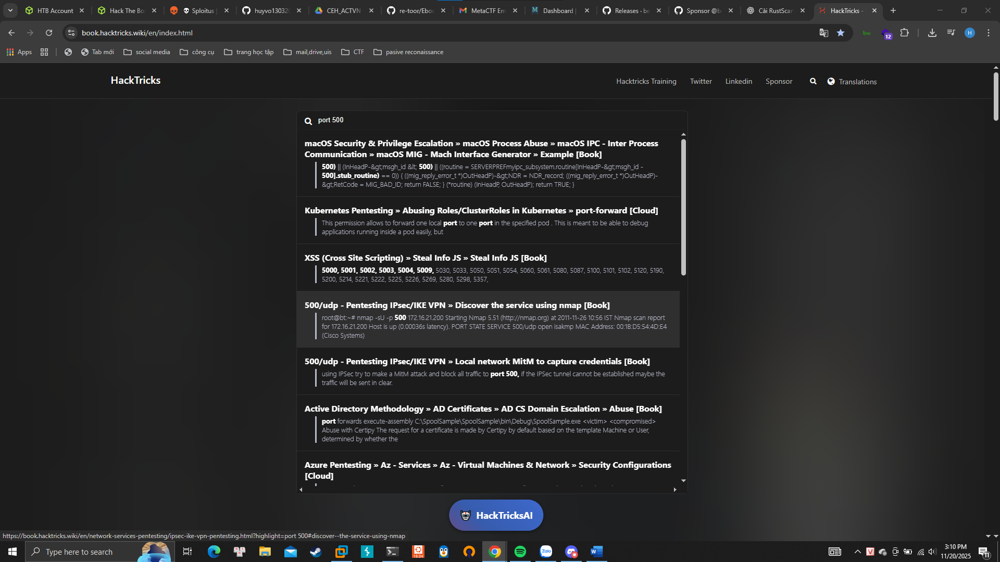 HTB Account
Hack The Bo
Sploitus |
huyvo13032
CEH_ACTVN
re-toor/Eboo
MetaCTF Em
Dashboard |
Releases · be
Sponsor @b
Cài RustScan
HackTricks -
book.hacktricks.wiki/en/index.html
bw
12
H
Apps
Tab mới
social media
công cụ
trang học tập
mail,drive,uis
CTF
pasive reconaissance
HackTricks
Hacktricks Training
Twitter
Linkedin
Sponsor
Translations
port 500
macOS Security & Privilege Escalation » macOS Process Abuse » macOS IPC - Inter Process
Communication » macOS MIG - Mach Interface Generator » Example [Book]
500) || (InHeadP-&gt;msgh_id &lt; 500) || ((routine = SERVERPREFmyipc_subsystem.routine[InHeadP-&gt;msgh_id -
500].stub_routine) == 0)) { ((mig_reply_error_t *)OutHeadP)-&gt;NDR = NDR_record; ((mig_reply_error_t *)OutHeadP)-
&gt;RetCode = MIG_BAD_ID; return FALSE; } (*routine) (InHeadP, OutHeadP); return TRUE; }
Kubernetes Pentesting » Abusing Roles/ClusterRoles in Kubernetes » port-forward [Cloud]
This permission allows to forward one local port to one port in the specified pod . This is meant to be able to debug
applications running inside a pod easily, but
XSS (Cross Site Scripting) » Steal Info JS » Steal Info JS [Book]
5000, 5001, 5002, 5003, 5004, 5009, 5030, 5033, 5050, 5051, 5054, 5060, 5061, 5080, 5087, 5100, 5101, 5102, 5120, 5190,
5200, 5214, 5221, 5222, 5225, 5226, 5269, 5280, 5298, 5357,
500/udp - Pentesting IPsec/IKE VPN » Discover the service using nmap [Book]
root@bt:~# nmap -sU -p 500 172.16.21.200 Starting Nmap 5.51 (http://nmap.org) at 2011-11-26 10:56 IST Nmap scan report
for 172.16.21.200 Host is up (0.00036s latency). PORT STATE SERVICE 500/udp open isakmp MAC Address: 00:1B:D5:54:4D:E4
(Cisco Systems)
500/udp - Pentesting IPsec/IKE VPN » Local network MitM to capture credentials [Book]
using IPSec try to make a MitM attack and block all traffic to port 500, if the IPSec tunnel cannot be established maybe the
traffic will be sent in clear.
Active Directory Methodology » AD Certificates » AD CS Domain Escalation » Abuse [Book]
port forwards execute-assembly C:\SpoolSample\SpoolSample\bin\Debug\SpoolSample.exe <victim> <compromised>
Abuse with Certipy The request for a certificate is made by Certipy by default based on the template Machine or User,
determined by whether the
Azure Pentesting » Az - Services » Az - Virtual Machines & Network » Security Configurations
[Cloud]
HackTricksAI
https://book.hacktricks.wiki/en/network-services-pentesting/ipsec-ike-vpn-pentesting.html?highlight=port 500#discover--the-service-using-nmap
Type here to search
18.04
Zalo
V
3:10 PM
11/20/2025
11